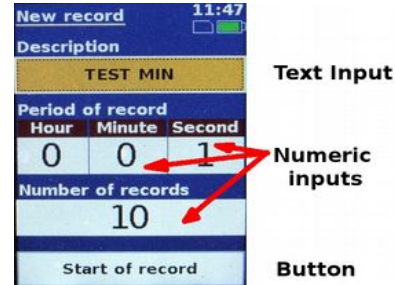 New record 11:47
Description
TEST MIN
Text Input
Period of record
Hour Minute Second
0 0 1
Numeric
inputs
Number of records
10
Start of record
Button